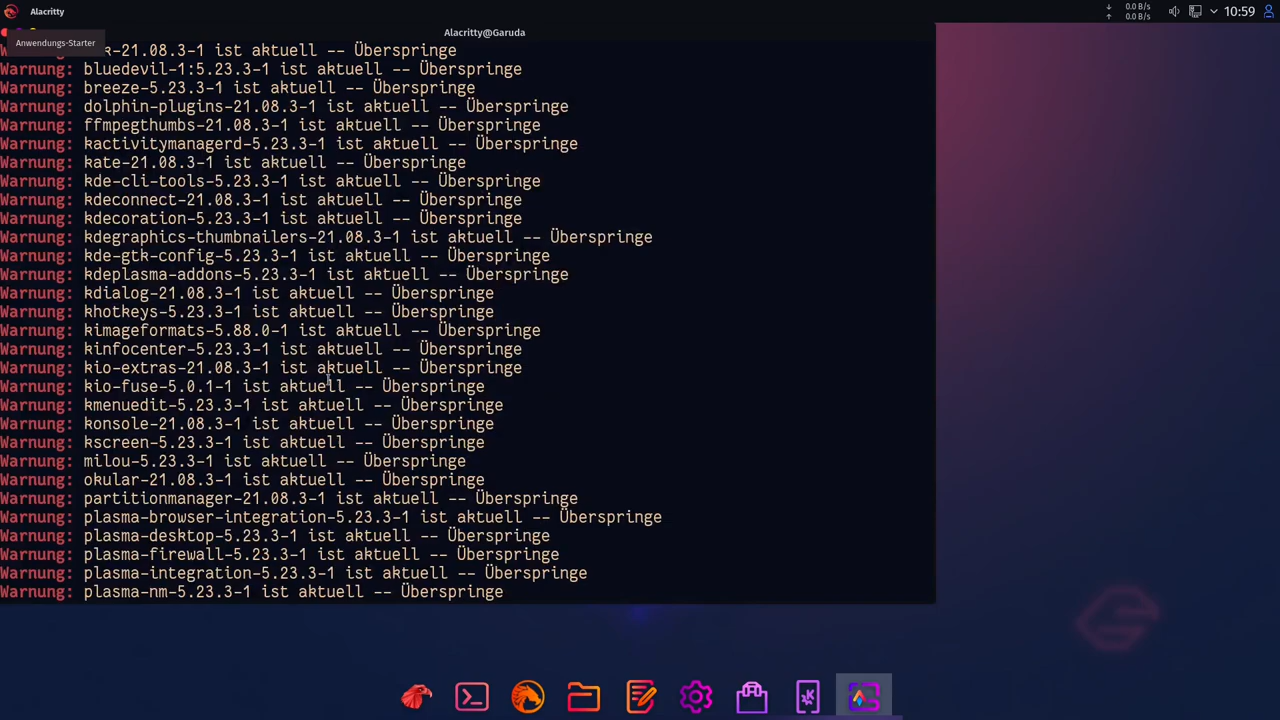 Alacritty
↓ 0.0 B/s
↑ 0.0 B/s
10:59
Alacritty@Garuda
Anwendungs-Starter
k-21.08.3-1 ist aktuell -- Überspringe
Warnung: bluedevil-1:5.23.3-1 ist aktuell -- Überspringe
Warnung: breeze-5.23.3-1 ist aktuell -- Überspringe
Warnung: dolphin-plugins-21.08.3-1 ist aktuell -- Überspringe
Warnung: ffmpegthumbs-21.08.3-1 ist aktuell -- Überspringe
Warnung: kactivitymanagerd-5.23.3-1 ist aktuell -- Überspringe
Warnung: kate-21.08.3-1 ist aktuell -- Überspringe
Warnung: kde-cli-tools-5.23.3-1 ist aktuell -- Überspringe
Warnung: kdeconnect-21.08.3-1 ist aktuell -- Überspringe
Warnung: kdecoration-5.23.3-1 ist aktuell -- Überspringe
Warnung: kdegraphics-thumbnailers-21.08.3-1 ist aktuell -- Überspringe
Warnung: kde-gtk-config-5.23.3-1 ist aktuell -- Überspringe
Warnung: kdeplasma-addons-5.23.3-1 ist aktuell -- Überspringe
Warnung: kdialog-21.08.3-1 ist aktuell -- Überspringe
Warnung: khotkeys-5.23.3-1 ist aktuell -- Überspringe
Warnung: kimageformats-5.88.0-1 ist aktuell -- Überspringe
Warnung: kinfocenter-5.23.3-1 ist aktuell -- Überspringe
Warnung: kio-extras-21.08.3-1 ist aktuell -- Überspringe
Warnung: kio-fuse-5.0.1-1 ist aktuell -- Überspringe
Warnung: kmenuedit-5.23.3-1 ist aktuell -- Überspringe
Warnung: konsole-21.08.3-1 ist aktuell -- Überspringe
Warnung: kscreen-5.23.3-1 ist aktuell -- Überspringe
Warnung: milou-5.23.3-1 ist aktuell -- Überspringe
Warnung: okular-21.08.3-1 ist aktuell -- Überspringe
Warnung: partitionmanager-21.08.3-1 ist aktuell -- Überspringe
Warnung: plasma-browser-integration-5.23.3-1 ist aktuell -- Überspringe
Warnung: plasma-desktop-5.23.3-1 ist aktuell -- Überspringe
Warnung: plasma-firewall-5.23.3-1 ist aktuell -- Überspringe
Warnung: plasma-integration-5.23.3-1 ist aktuell -- Überspringe
Warnung: plasma-nm-5.23.3-1 ist aktuell -- Überspringe